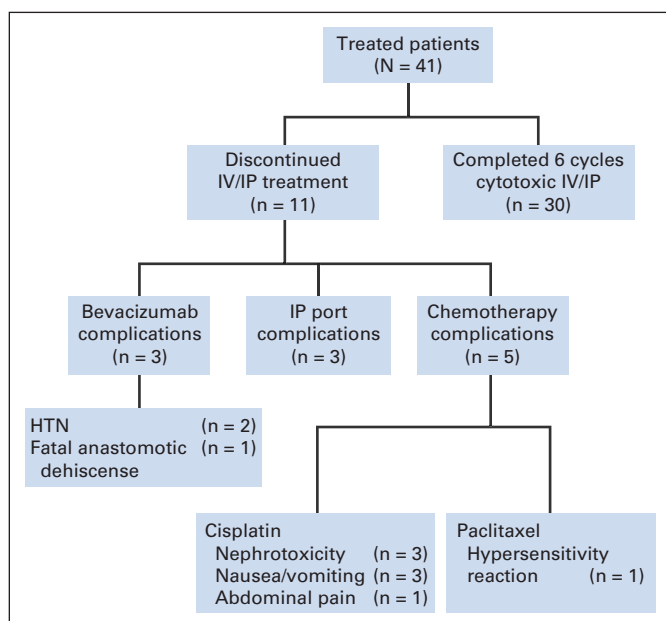 Treated patients
(N = 41)
Discontinued
IV/IP treatment
(n = 11)
Completed 6 cycles
cytotoxic IV/IP
(n = 30)
Bevacizumab
complications
(n = 3)
IP port
complications
(n = 3)
Chemotherapy
complications
(n = 5)
HTN (n = 2)
Fatal anastomotic (n = 1)
dehiscense
Cisplatin
Nephrotoxicity (n = 3)
Nausea/vomiting (n = 3)
Abdominal pain (n = 1)
Paclitaxel
Hypersensitivity
reaction (n = 1)